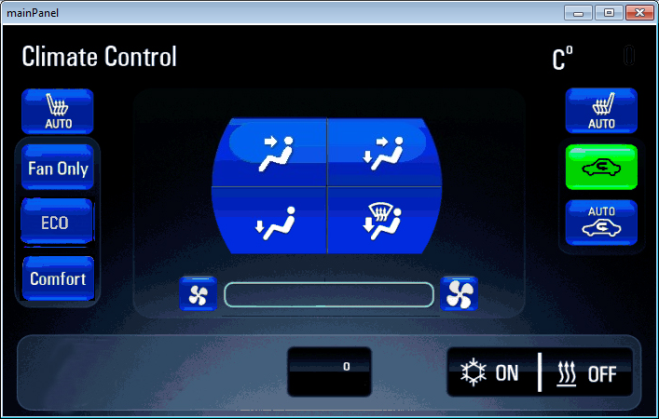 mainPanel
Climate Control
C° 0
AUTO
AUTO
Fan Only
ECO
AUTO
Comfort
0
ON
OFF